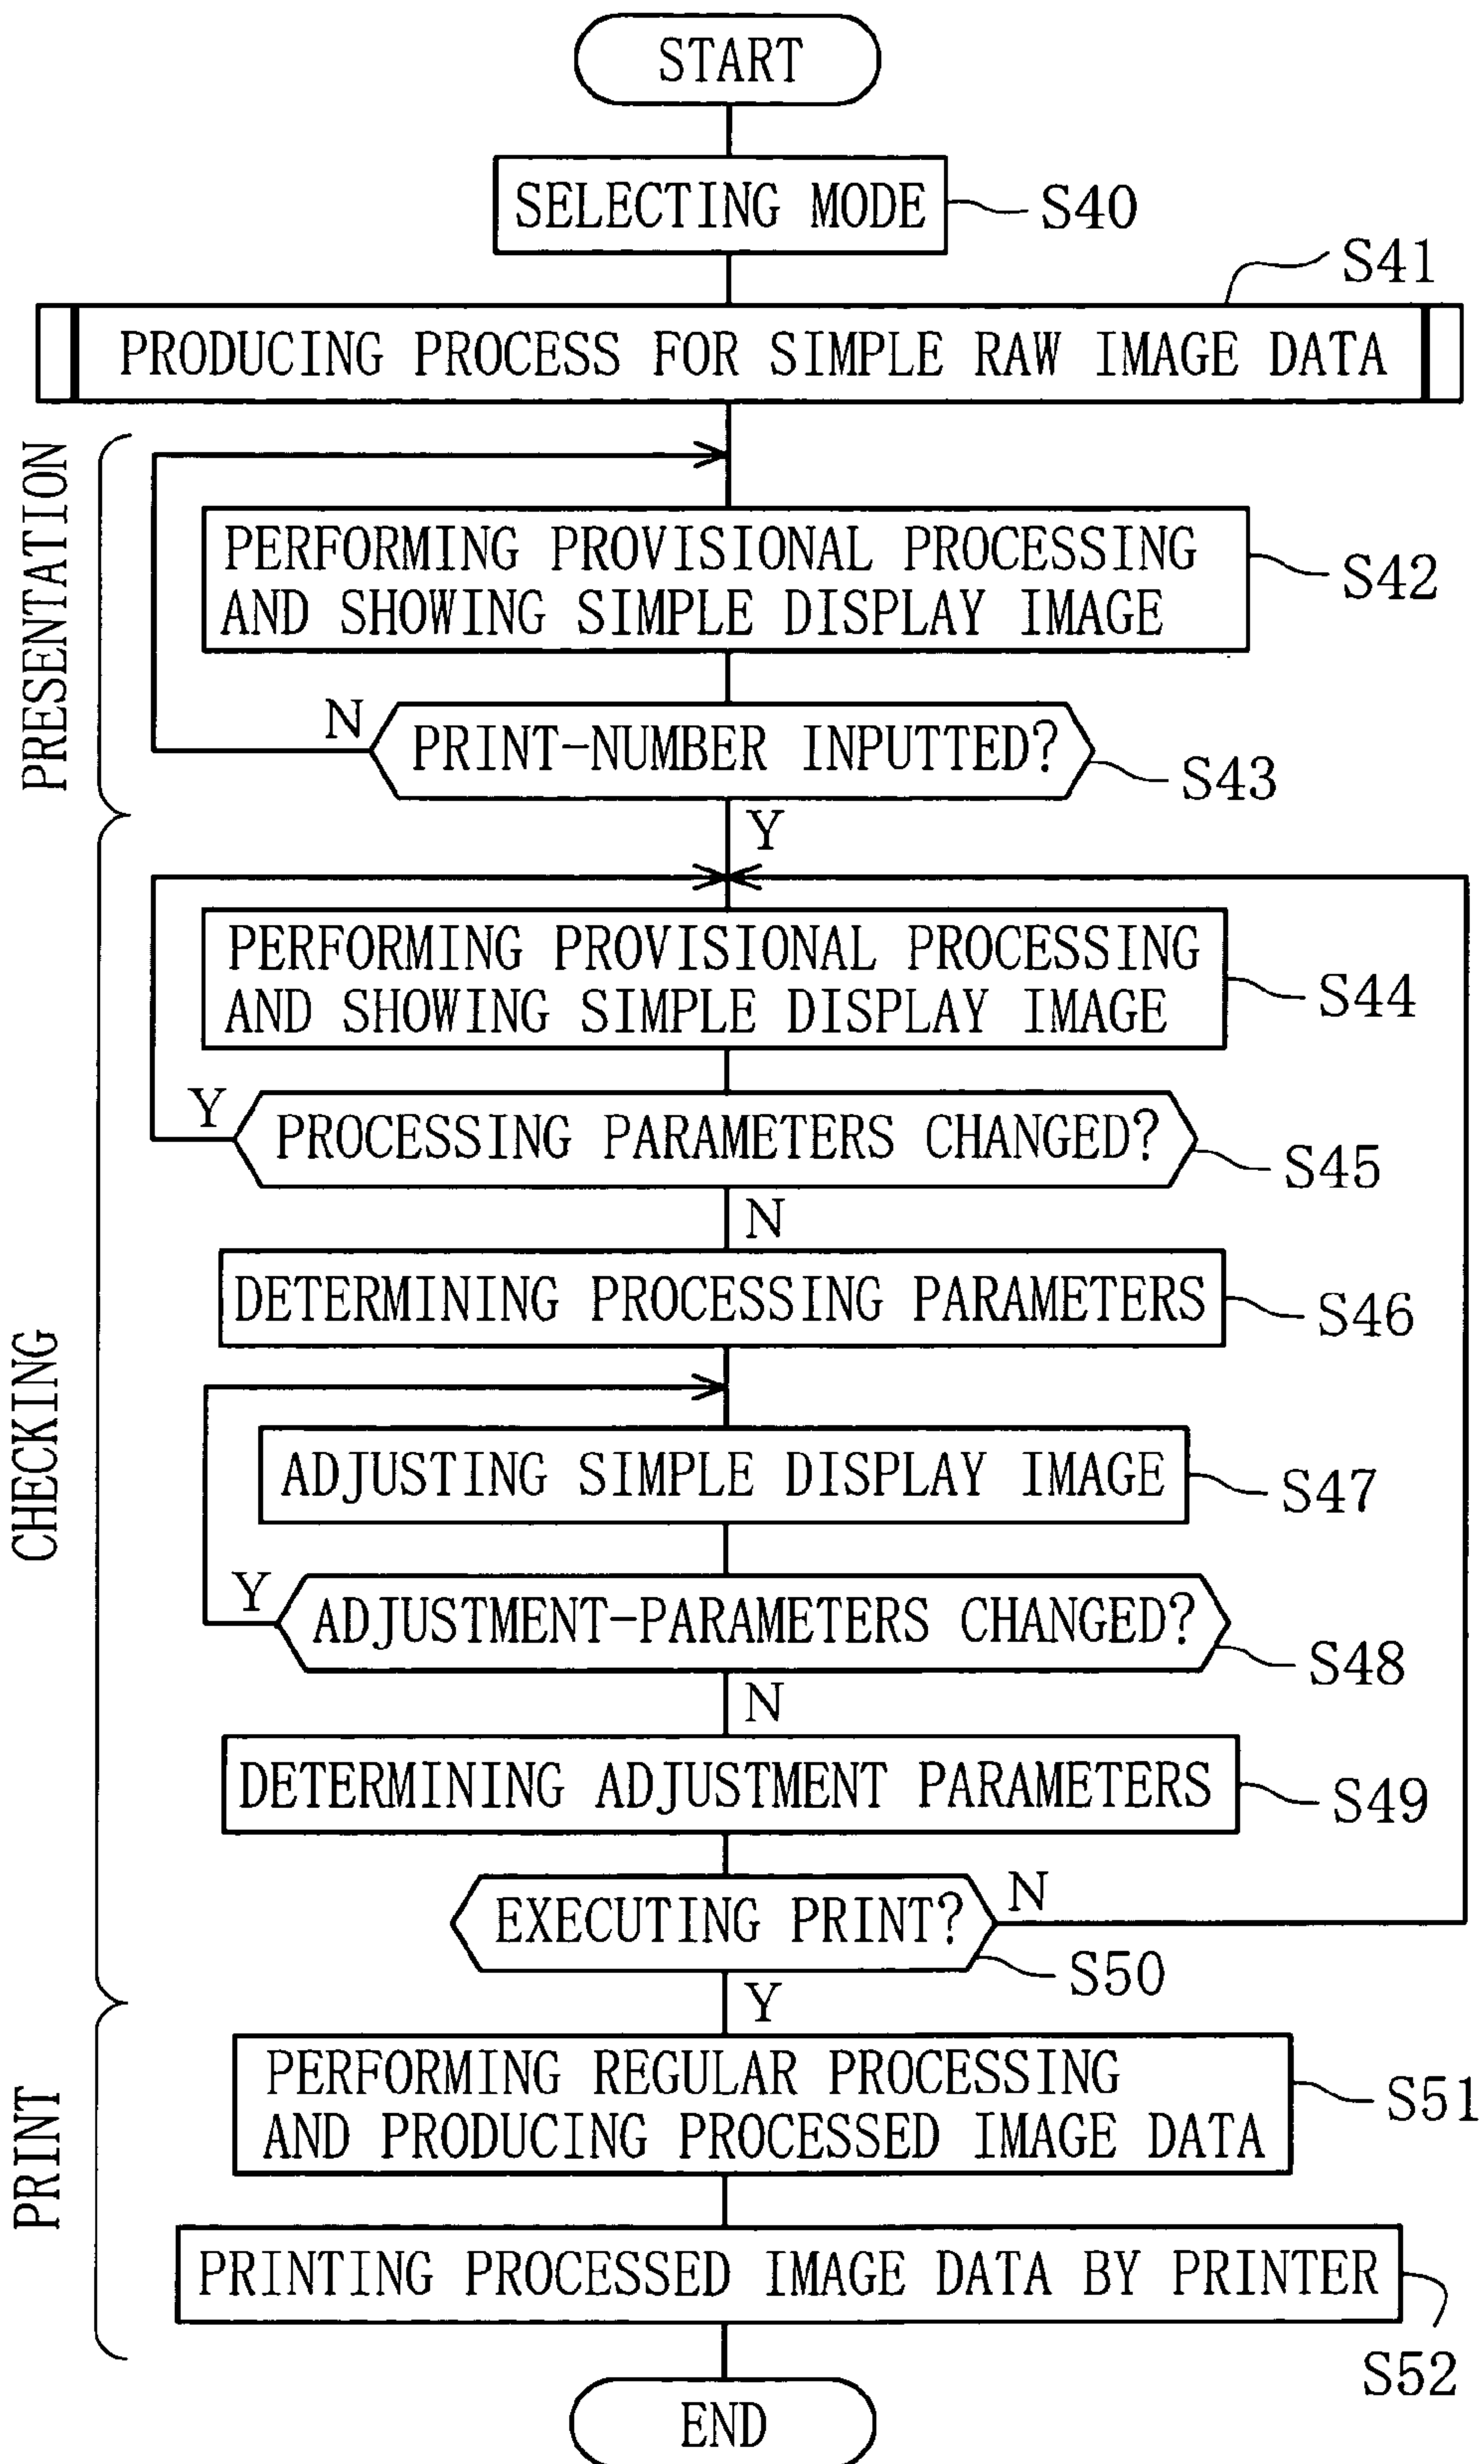 START
SELECTING MODE
S40
S41
PRODUCING PROCESS FOR SIMPLE RAW IMAGE DATA
PRESENTATION
PERFORMING PROVISIONAL PROCESSING
AND SHOWING SIMPLE DISPLAY IMAGE
S42
N
PRINT-NUMBER INPUTTED?
S43
Y
CHECKING
PERFORMING PROVISIONAL PROCESSING
AND SHOWING SIMPLE DISPLAY IMAGE
S44
Y
PROCESSING PARAMETERS CHANGED?
S45
N
DETERMINING PROCESSING PARAMETERS
S46
ADJUSTING SIMPLE DISPLAY IMAGE
S47
Y
ADJUSTMENT-PARAMETERS CHANGED?
S48
N
DETERMINING ADJUSTMENT PARAMETERS
S49
EXECUTING PRINT?
N
S50
Y
PRINT
PERFORMING REGULAR PROCESSING
AND PRODUCING PROCESSED IMAGE DATA
S51
PRINTING PROCESSED IMAGE DATA BY PRINTER
S52
END